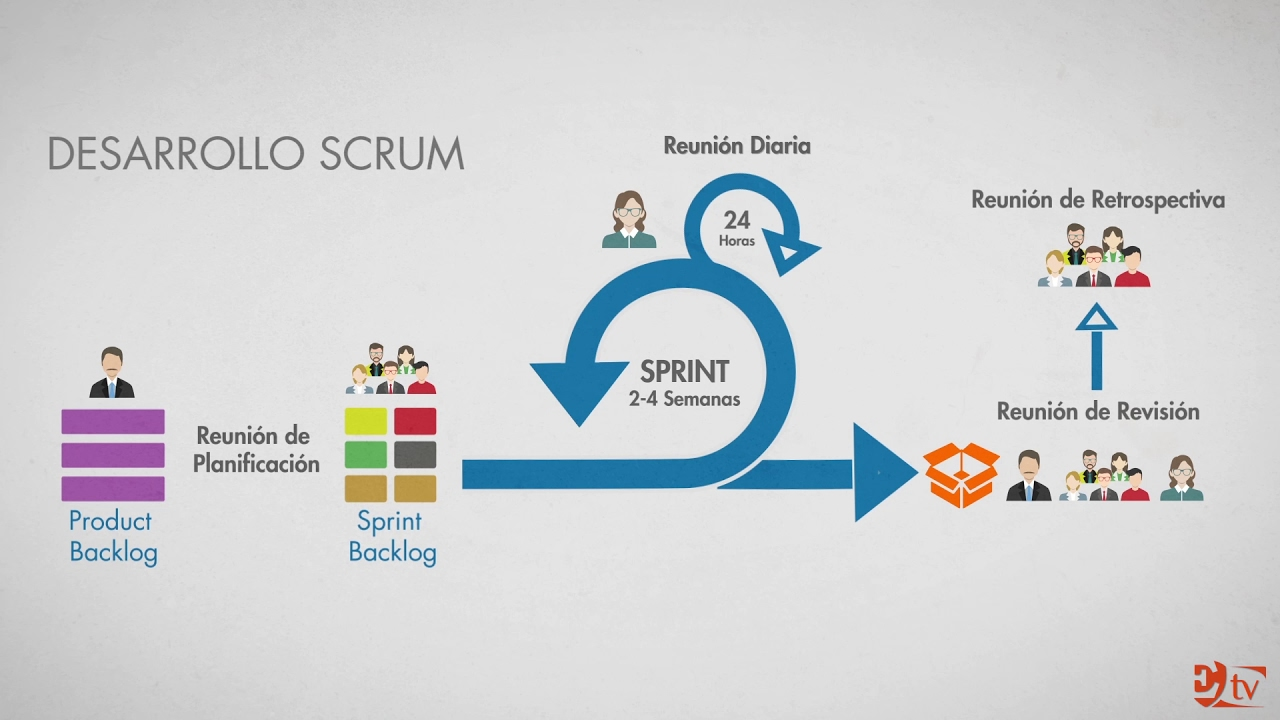 DESARROLLO SCRUM
Reunión Diaria
24
Horas
Reunión de Retrospectiva
SPRINT
2-4 Semanas
Reunión de Revisión
Reunión de
Planificación
Product
Backlog
Sprint
Backlog
E tv